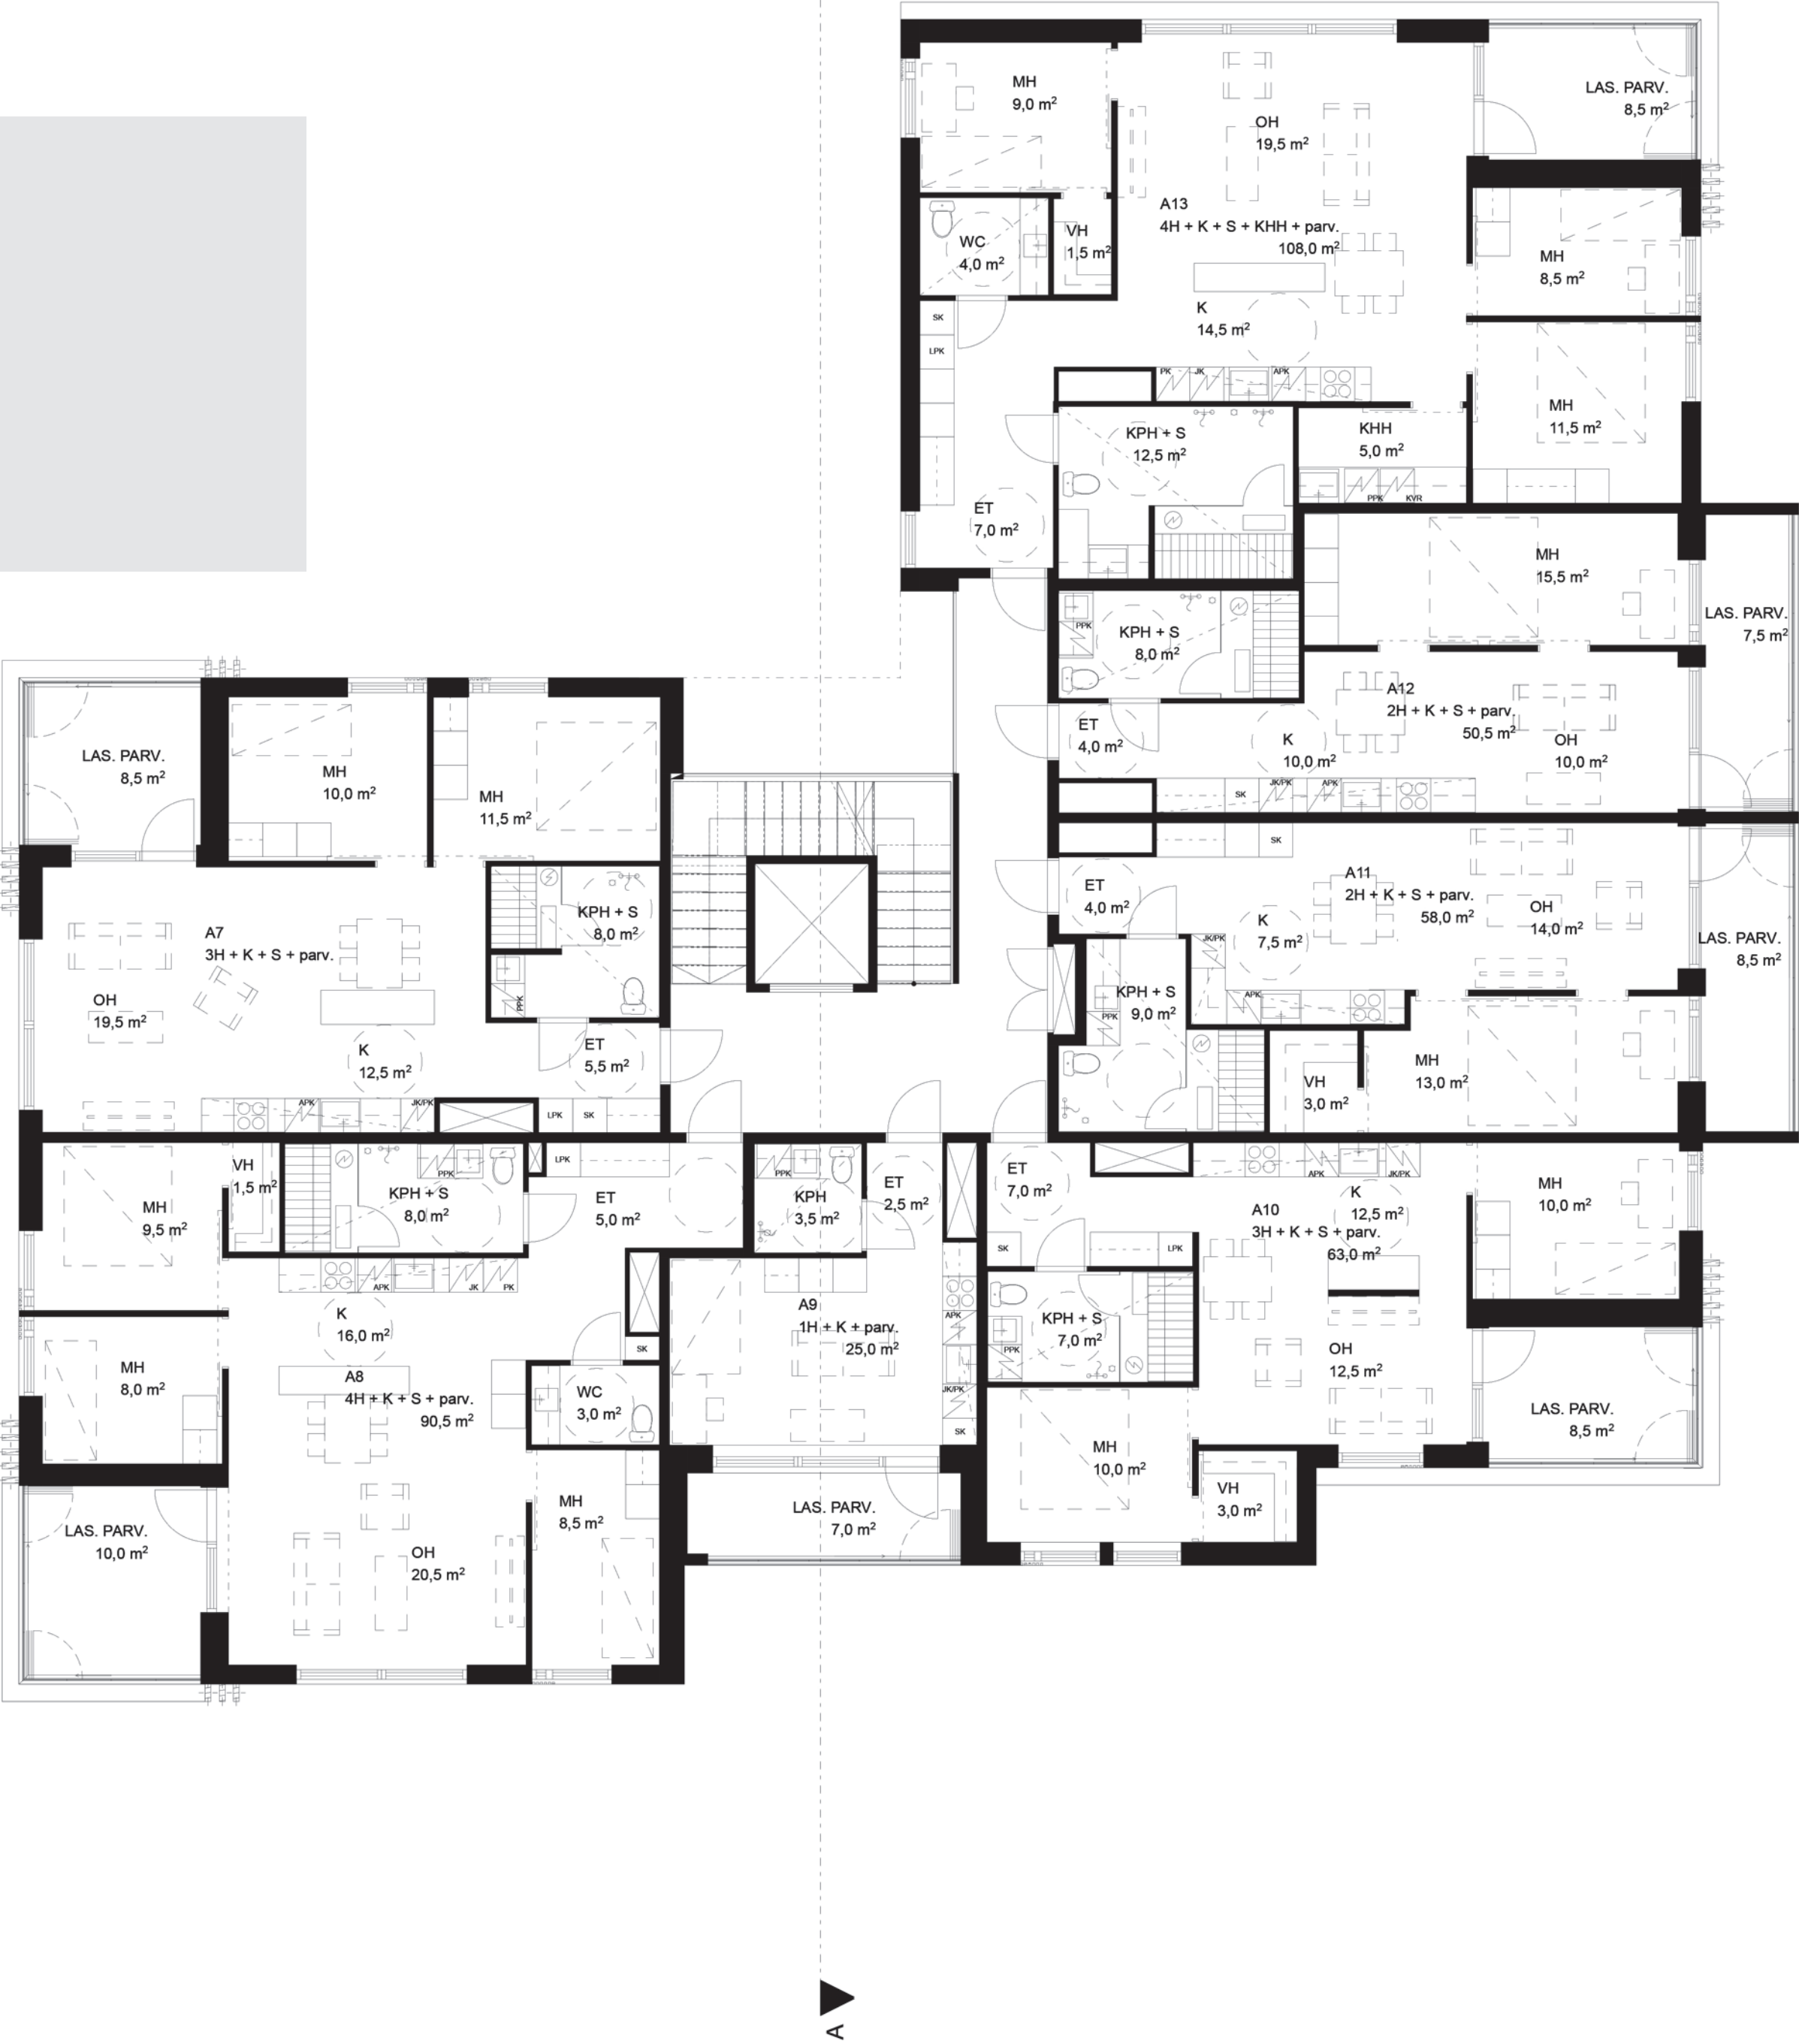 MH
9,0 m²
OH
19,5 m²
LAS. PARV.
8,5 m²
A13
4H + K + S + KHH + parv.
108,0 m²
WC
4,0 m²
VH
1,5 m²
MH
8,5 m²
K
14,5 m²
SK
LPK
PK
JK
APK
MH
11,5 m²
KPH + S
12,5 m²
KHH
5,0 m²
PPK
KVR
ET
7,0 m²
MH
15,5 m²
LAS. PARV.
7,5 m²
PPK
KPH + S
8,0 m²
A12
2H + K + S + parv.
50,5 m²
ET
4,0 m²
K
10,0 m²
OH
10,0 m²
SK
JK/PK
APK
LAS. PARV.
8,5 m²
MH
10,0 m²
MH
11,5 m²
KPH + S
8,0 m²
PPK
A7
3H + K + S + parv.
OH
19,5 m²
K
12,5 m²
ET
5,5 m²
APK
JK/PK
LPK
SK
SK
A11
2H + K + S + parv.
58,0 m²
ET
4,0 m²
K
7,5 m²
OH
14,0 m²
LAS. PARV.
8,5 m²
JK/PK
APK
KPH + S
9,0 m²
PPK
VH
3,0 m²
MH
13,0 m²
MH
9,5 m²
VH
1,5 m²
KPH + S
8,0 m²
PPK
LPK
ET
5,0 m²
PPK
KPH
3,5 m²
ET
2,5 m²
ET
7,0 m²
APK
JK/PK
A10
3H + K + S + parv.
63,0 m²
K
12,5 m²
MH
10,0 m²
SK
LPK
APK
JK
PK
K
16,0 m²
SK
MH
8,0 m²
A8
4H + K + S + parv.
90,5 m²
WC
3,0 m²
A9
1H + K + parv.
25,0 m²
APK
JK/PK
SK
KPH + S
7,0 m²
PPK
OH
12,5 m²
LAS. PARV.
8,5 m²
MH
10,0 m²
VH
3,0 m²
LAS. PARV.
10,0 m²
OH
20,5 m²
MH
8,5 m²
LAS. PARV.
7,0 m²
A